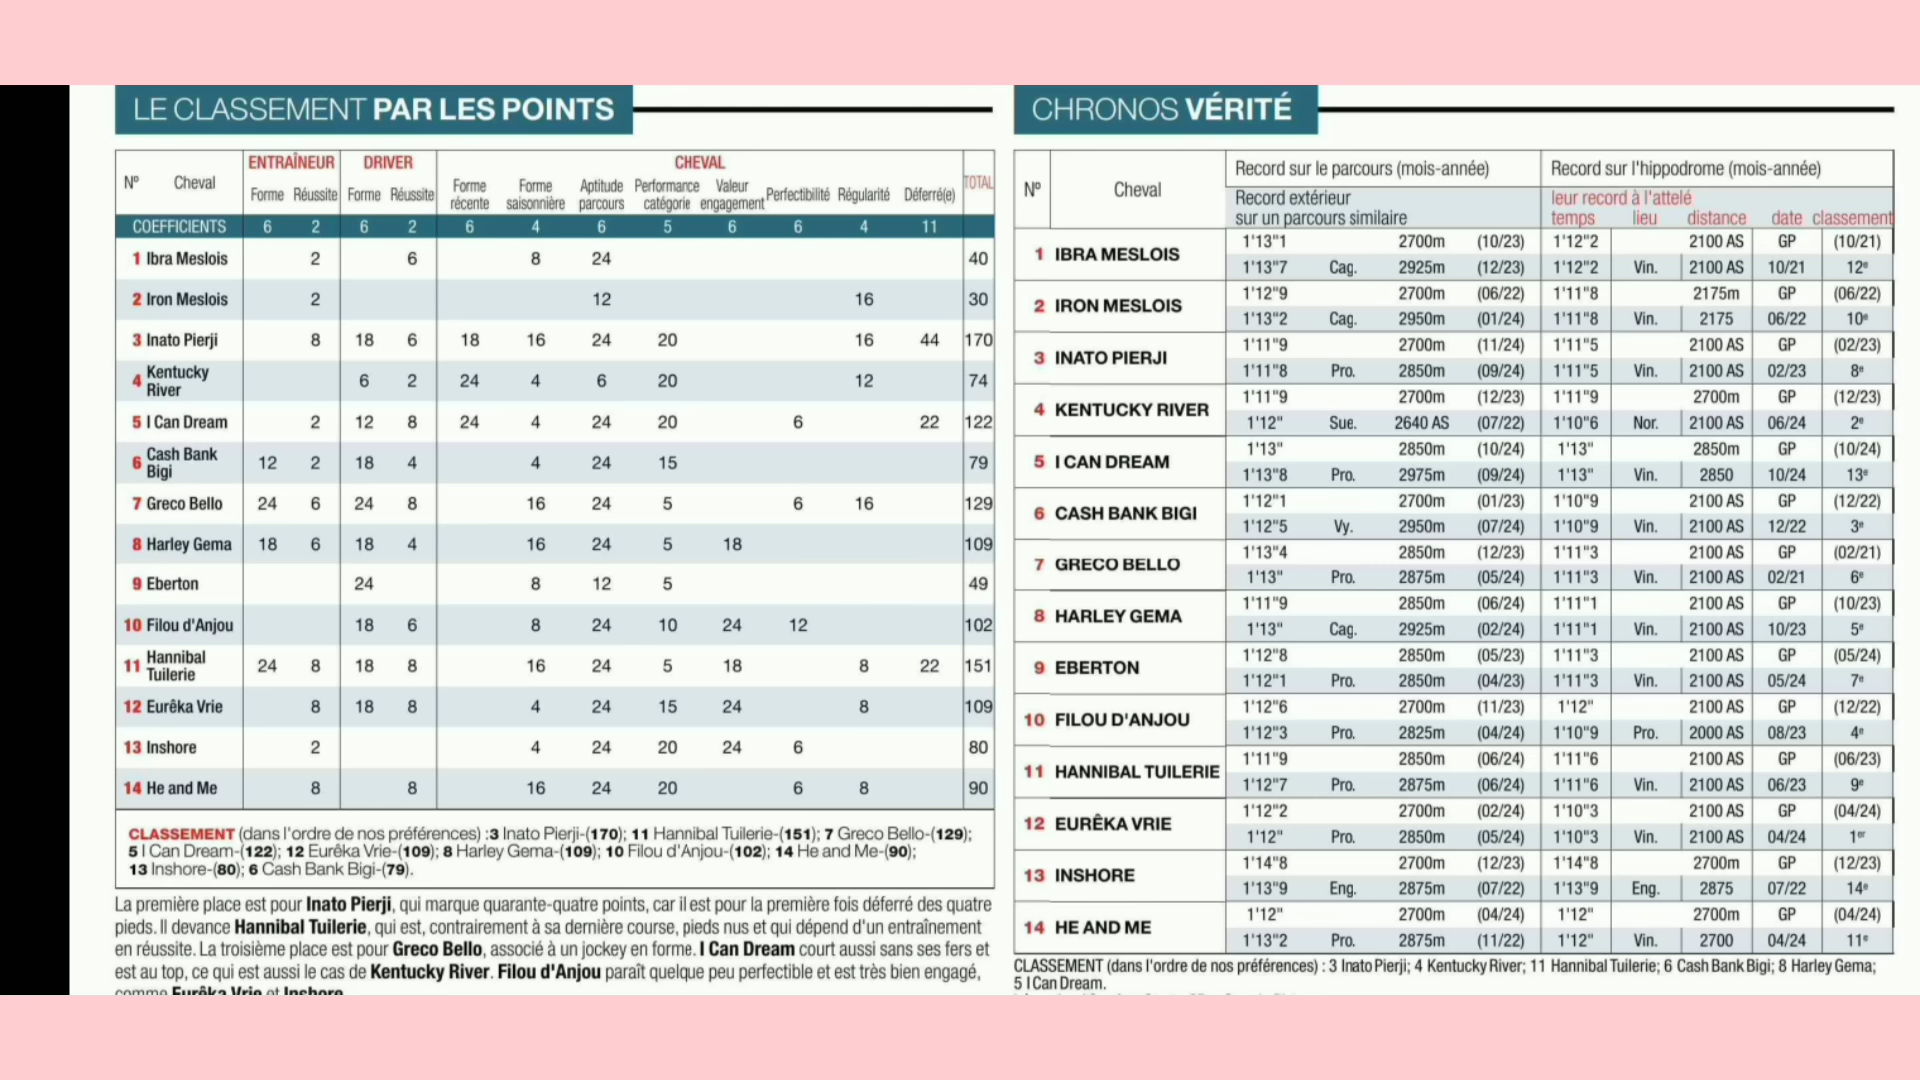 LE CLASSEMENT PAR LES POINTS
Nº Cheval ENTRAÎNEUR DRIVER CHEVAL TOTAL
Forme Réussite Forme Réussite Forme récente Forme saisonnière Aptitude parcours Performance catégorie Valeur engagement Perfectibilité Régularité Déferré(e)
COEFFICIENTS 6 2 6 2 6 4 6 5 6 6 4 11
1 Ibra Meslois 2 6 8 24 40
2 Iron Meslois 2 12 16 30
3 Inato Pierji 8 18 6 18 16 24 20 16 44 170
4 Kentucky River 6 2 24 4 6 20 12 74
5 I Can Dream 2 12 8 24 4 24 20 6 22 122
6 Cash Bank Bigi 12 2 18 4 4 24 15 79
7 Greco Bello 24 6 24 8 16 24 5 6 16 129
8 Harley Gema 18 6 18 4 16 24 5 18 109
9 Eberton 24 8 12 5 49
10 Filou d'Anjou 18 6 8 24 10 24 12 102
11 Hannibal Tuilerie 24 8 18 8 16 24 5 18 8 22 151
12 Eurêka Vrie 8 18 8 4 24 15 24 8 109
13 Inshore 2 4 24 20 24 6 80
14 He and Me 8 8 16 24 20 6 8 90
CLASSEMENT (dans l'ordre de nos préférences) :3 Inato Pierji-(170); 11 Hannibal Tuilerie-(151); 7 Greco Bello-(129);
5 I Can Dream-(122); 12 Eurêka Vrie-(109); 8 Harley Gema-(109); 10 Filou d'Anjou-(102); 14 He and Me-(90);
13 Inshore-(80); 6 Cash Bank Bigi-(79).
La première place est pour Inato Pierji, qui marque quarante-quatre points, car il est pour la première fois déferré des quatre
pieds. Il devance Hannibal Tuilerie, qui est, contrairement à sa dernière course, pieds nus et qui dépend d'un entraînement
en réussite. La troisième place est pour Greco Bello, associé à un jockey en forme. I Can Dream court aussi sans ses fers et
est au top, ce qui est aussi le cas de Kentucky River. Filou d'Anjou paraît quelque peu perfectible et est très bien engagé,
comme Eurêka Vrie et Inshore
CHRONOS VÉRITÉ
Nº Cheval Record sur le parcours (mois-année) Record sur l'hippodrome (mois-année)
Record extérieur sur un parcours similaire leur record à l'attelé
temps lieu distance date classement
1 IBRA MESLOIS 1'13"1 2700m (10/23) 1'12"2 2100 AS GP (10/21)
1'13"7 Cag. 2925m (12/23) 1'12"2 Vin. 2100 AS 10/21 12e
2 IRON MESLOIS 1'12"9 2700m (06/22) 1'11"8 2175m GP (06/22)
1'13"2 Cag. 2950m (01/24) 1'11"8 Vin. 2175 06/22 10e
3 INATO PIERJI 1'11"9 2700m (11/24) 1'11"5 2100 AS GP (02/23)
1'11"8 Pro. 2850m (09/24) 1'11"5 Vin. 2100 AS 02/23 8e
4 KENTUCKY RIVER 1'11"9 2700m (12/23) 1'11"9 2700m GP (12/23)
1'12" Sue. 2640 AS (07/22) 1'10"6 Nor. 2100 AS 06/24 2e
5 I CAN DREAM 1'13" 2850m (10/24) 1'13" 2850m GP (10/24)
1'13"8 Pro. 2975m (09/24) 1'13" Vin. 2850 10/24 13e
6 CASH BANK BIGI 1'12"1 2700m (01/23) 1'10"9 2100 AS GP (12/22)
1'12"5 Vy. 2950m (07/24) 1'10"9 Vin. 2100 AS 12/22 3e
7 GRECO BELLO 1'13"4 2850m (12/23) 1'11"3 2100 AS GP (02/21)
1'13" Pro. 2875m (05/24) 1'11"3 Vin. 2100 AS 02/21 6e
8 HARLEY GEMA 1'11"9 2850m (06/24) 1'11"1 2100 AS GP (10/23)
1'13" Cag. 2925m (02/24) 1'11"1 Vin. 2100 AS 10/23 5e
9 EBERTON 1'12"8 2850m (05/23) 1'11"3 2100 AS GP (05/24)
1'12"1 Pro. 2850m (04/23) 1'11"3 Vin. 2100 AS 05/24 7e
10 FILOU D'ANJOU 1'12"6 2700m (11/23) 1'12" 2100 AS GP (12/22)
1'12"3 Pro. 2825m (04/24) 1'10"9 Pro. 2000 AS 08/23 4e
11 HANNIBAL TUILERIE 1'11"9 2850m (06/24) 1'11"6 2100 AS GP (06/23)
1'12"7 Pro. 2875m (06/24) 1'11"6 Vin. 2100 AS 06/23 9e
12 EURÊKA VRIE 1'12"2 2700m (02/24) 1'10"3 2100 AS GP (04/24)
1'12" Pro. 2850m (05/24) 1'10"3 Vin. 2100 AS 04/24 1er
13 INSHORE 1'14"8 2700m (12/23) 1'14"8 2700m GP (12/23)
1'13"9 Eng. 2875m (07/22) 1'13"9 Eng. 2875 07/22 14e
14 HE AND ME 1'12" 2700m (04/24) 1'12" 2700m GP (04/24)
1'13"2 Pro. 2875m (11/22) 1'12" Vin. 2700 04/24 11e
CLASSEMENT (dans l'ordre de nos préférences) : 3 Inato Pierji; 4 Kentucky River; 11 Hannibal Tuilerie; 6 Cash Bank Bigi; 8 Harley Gema;
5 I Can Dream.